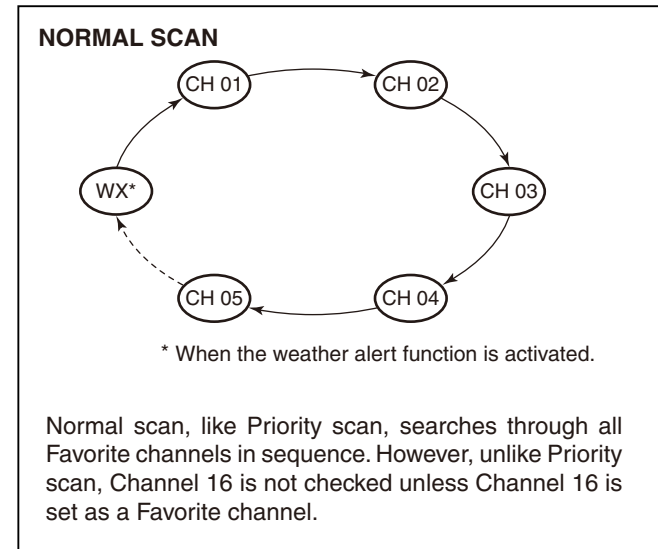 NORMAL SCAN
CH 01
CH 02
WX*
CH 03
CH 05
CH 04
* When the weather alert function is activated.
Normal scan, like Priority scan, searches through all
Favorite channels in sequence. However, unlike Priority
scan, Channel 16 is not checked unless Channel 16 is
set as a Favorite channel.